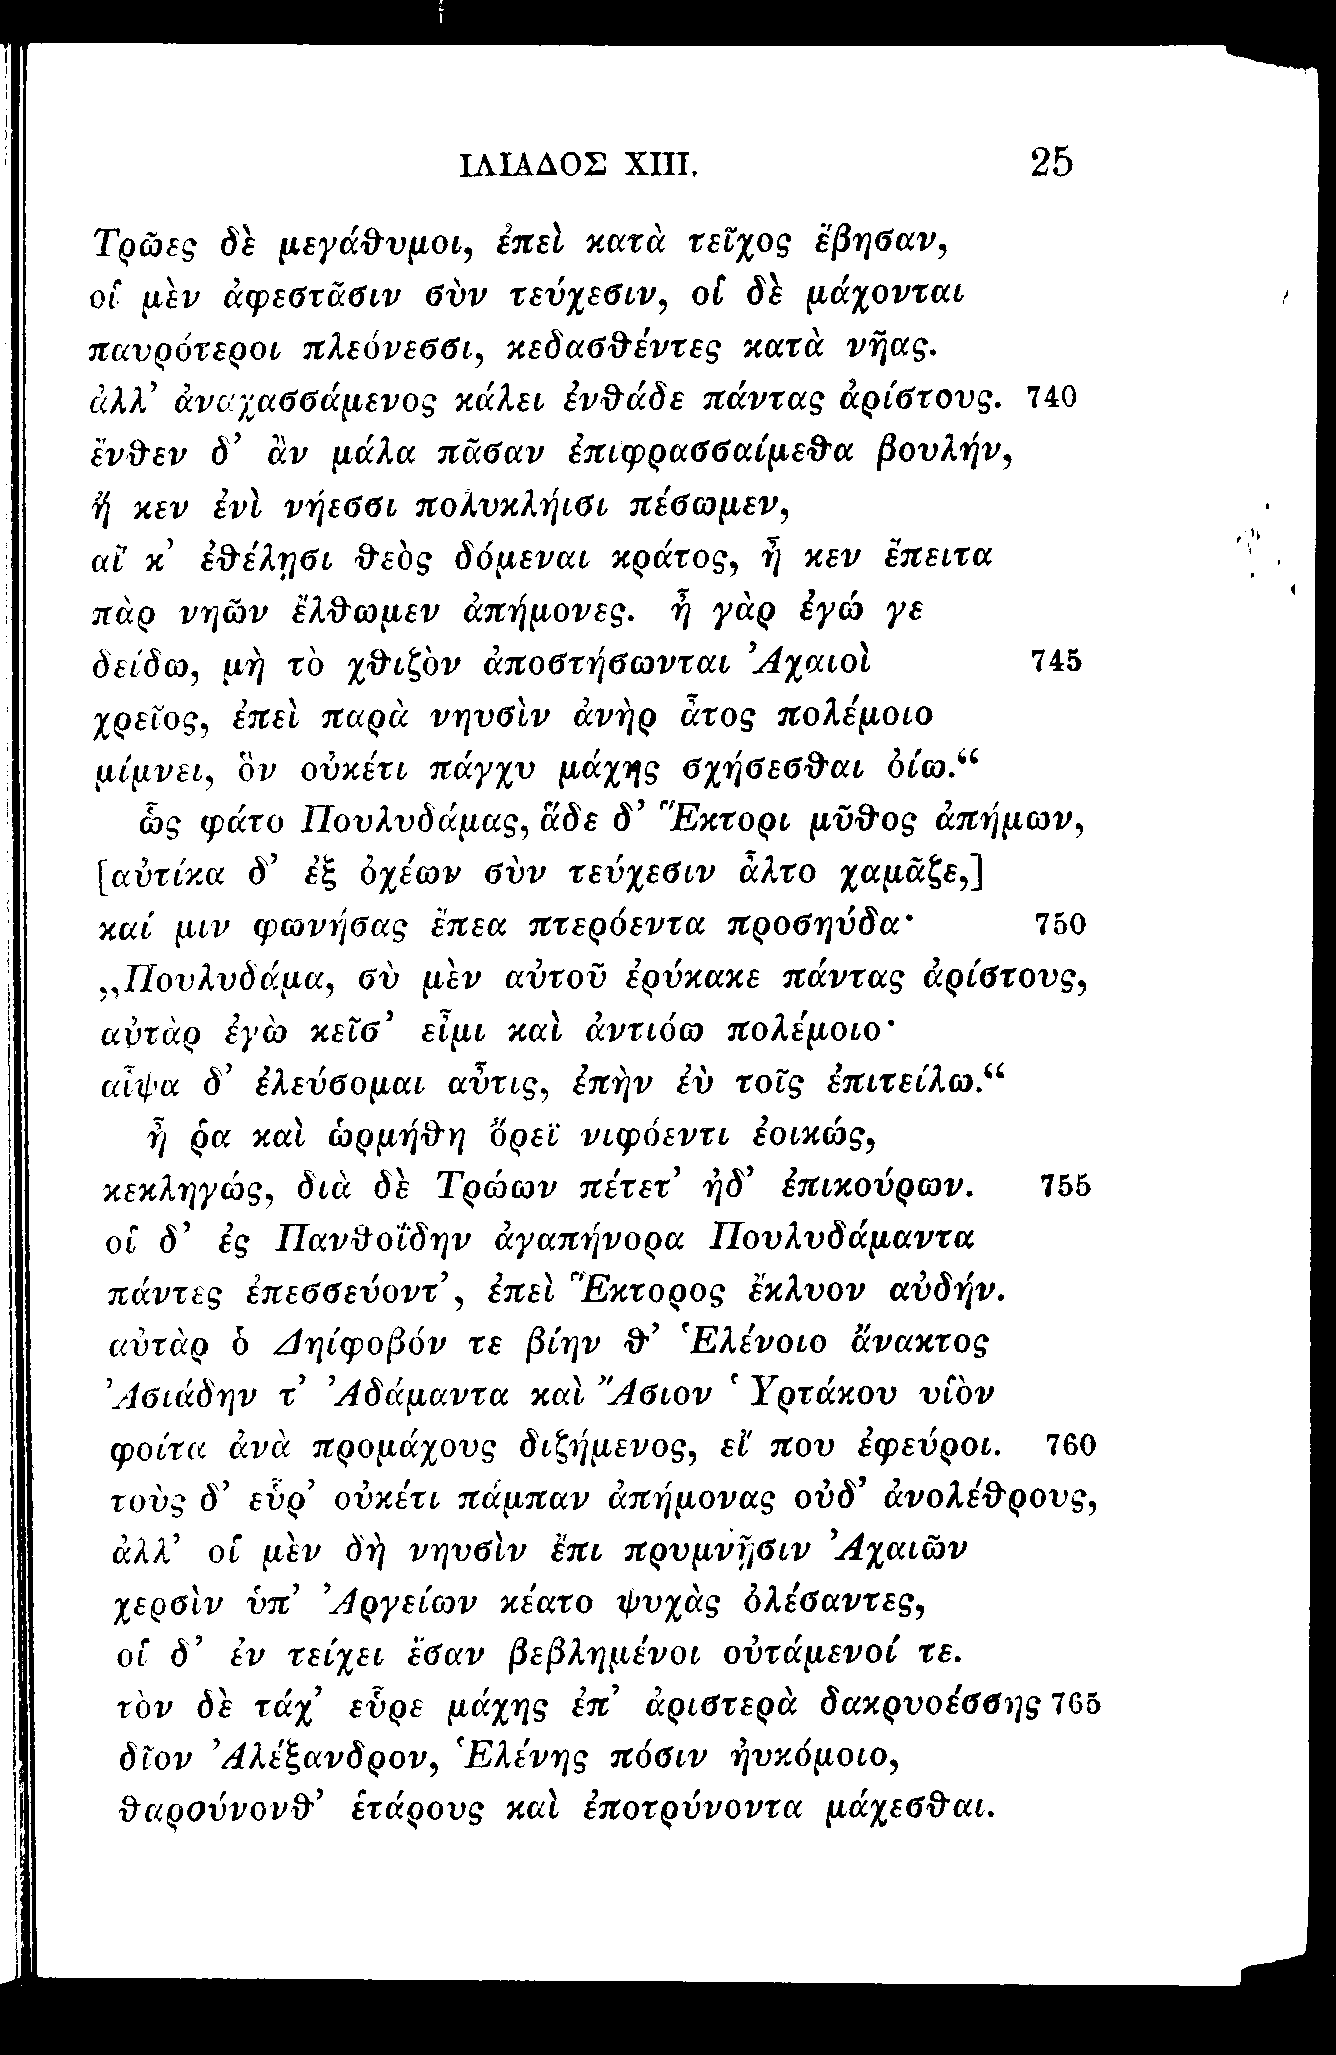 ΙΛΙΑΔΟΣ XIII. 25
Τρῶες δὲ μεγάθυμοι, ἐπεὶ κατὰ τεῖχος ἔβησαν,
οἳ μὲν ἀφεστᾶσιν σὺν τεύχεσιν, οἳ δὲ μάχονται
παυρότεροι πλεόνεσσι, κεδασθέντες κατὰ νῆας.
ἀλλ’ ἀναχασσάμενος κάλει ἐνθάδε πάντας ἀρίστους. 740
ἔνθεν δ’ ἂν μάλα πᾶσαν ἐπιφρασσαίμεθα βουλήν,
ἤ κεν ἐνὶ νήεσσι πολυκλήισι πέσωμεν,
αἴ κ’ ἐθέλησι θεὸς δόμεναι κράτος, ἦ κεν ἔπειτα
πὰρ νηῶν ἔλθωμεν ἀπήμονες. ἦ γὰρ ἐγώ γε
δείδω, μὴ τὸ χθιζὸν ἀποστήσωνται Ἀχαιοὶ 745
χρεῖος, ἐπεὶ παρὰ νηυσὶν ἀνὴρ ἆτος πολέμοιο
μίμνει, ὃν οὐκέτι πάγχυ μάχης σχήσεσθαι ὀίω.“
ὣς φάτο Πουλυδάμας, ἅδε δ’ Ἕκτορι μῦθος ἀπήμων,
[αὐτίκα δ’ ἐξ ὀχέων σὺν τεύχεσιν ἆλτο χαμᾶζε,]
καί μιν φωνήσας ἔπεα πτερόεντα προσηύδα· 750
„Πουλυδάμα, σὺ μὲν αὐτοῦ ἐρύκακε πάντας ἀρίστους,
αὐτὰρ ἐγὼ κεῖσ’ εἶμι καὶ ἀντιόω πολέμοιο·
αἶψα δ’ ἐλεύσομαι αὖτις, ἐπὴν ἐὺ τοῖς ἐπιτείλω.“
ἦ ῥα καὶ ὡρμήθη ὄρεϊ νιφόεντι ἐοικώς,
κεκληγώς, διὰ δὲ Τρώων πέτετ’ ἠδ’ ἐπικούρων. 755
οἳ δ’ ἐς Πανθοΐδην ἀγαπήνορα Πουλυδάμαντα
πάντες ἐπεσσεύοντ’, ἐπεὶ Ἕκτορος ἔκλυον αὐδήν.
αὐτὰρ ὃ Δηίφοβόν τε βίην θ’ Ἑλένοιο ἄνακτος
Ἀσιάδην τ’ Ἀδάμαντα καὶ Ἄσιον Ὑρτάκου υἱὸν
φοίτα ἀνὰ προμάχους διζήμενος, εἴ που ἐφεύροι. 760
τοὺς δ’ εὗρ’ οὐκέτι πάμπαν ἀπήμονας οὐδ’ ἀνολέθρους,
ἀλλ’ οἳ μὲν δὴ νηυσὶν ἔπι πρυμνῇσιν Ἀχαιῶν
χερσὶν ὑπ’ Ἀργείων κέατο ψυχὰς ὀλέσαντες,
οἳ δ’ ἐν τείχει ἔσαν βεβλημένοι οὐτάμενοί τε.
τὸν δὲ τάχ’ εὗρε μάχης ἐπ’ ἀριστερὰ δακρυοέσσης 765
δῖον Ἀλέξανδρον, Ἑλένης πόσιν ἠυκόμοιο,
θαρσύνονθ’ ἑτάρους καὶ ἐποτρύνοντα μάχεσθαι.